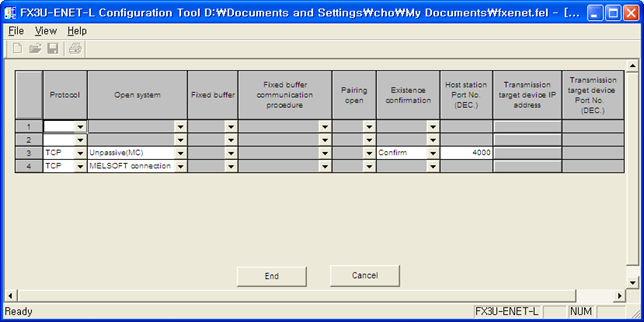 FX3U-ENET-L Configuration Tool D:₩Documents and Settings₩cho₩My Documents₩fxenet.fel - [...
File View Help
Protocol Open system Fixed buffer Fixed buffer communication procedure Pairing open Existence confirmation Host station Port No. (DEC.) Transmission target device IP address Transmission target device Port No. (DEC.)
1
2
3 TCP Unpassive(MC) Confirm 4000
4 TCP MELSOFT connection
End Cancel
Ready FX3U-ENET-L NUM